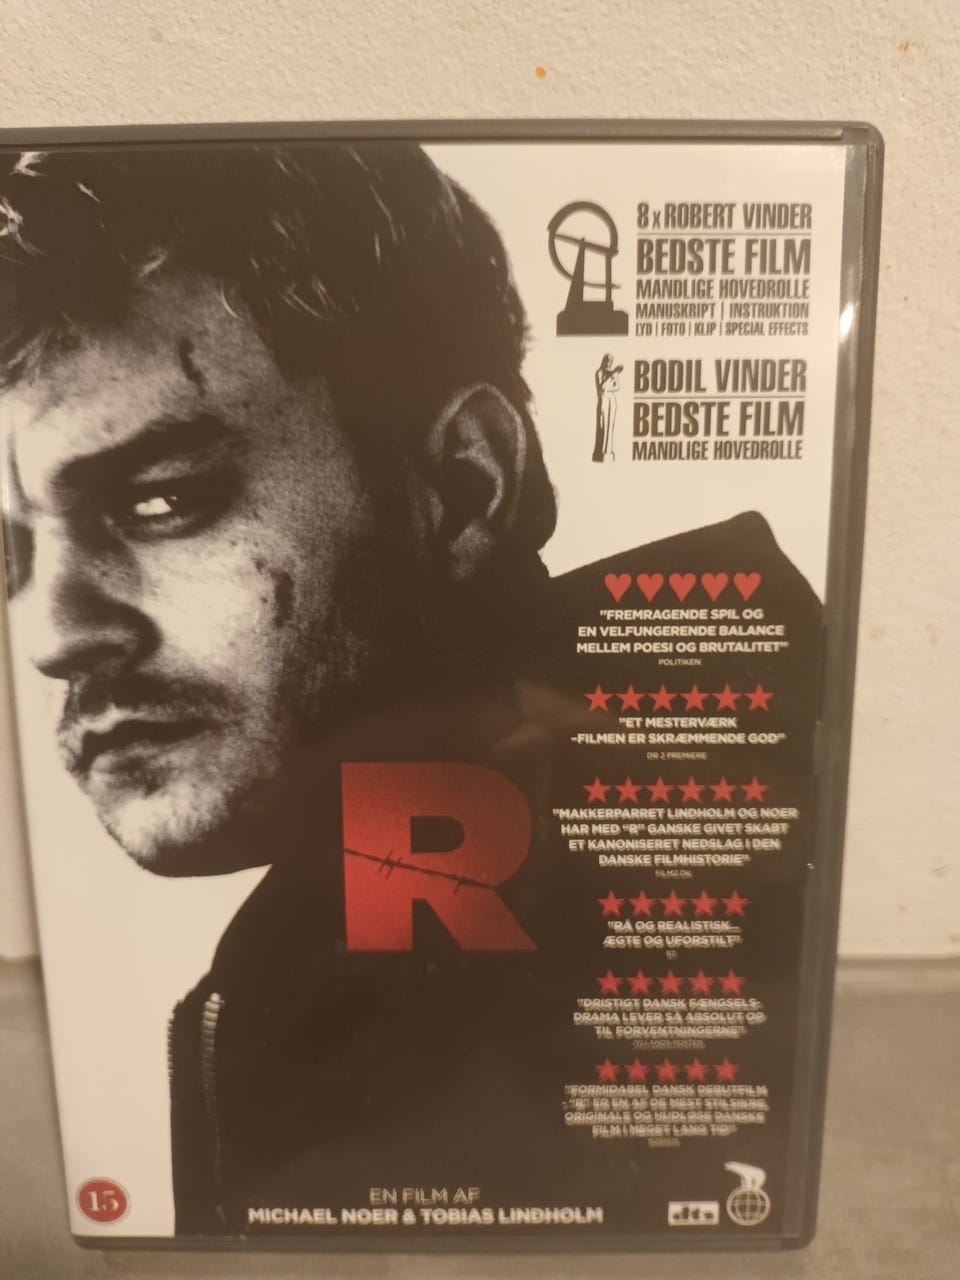 8 x ROBERT VINDER
BEDSTE FILM
MANDLIGE HOVEDROLLE
MANUSKRIPT | INSTRUKTION
LYD | FOTO | KLIP | SPECIAL EFFECTS
BODIL VINDER
BEDSTE FILM
MANDLIGE HOVEDROLLE
"FREMRAGENDE SPIL OG
EN VELFUNGERENDE BALANCE
MELLEM POESI OG BRUTALITET"
POLITIKEN
"ET MESTERVÆRK
-FILMEN ER SKRÆMMENDE GOD"
DR 2 PREMIERE
"MAKKERPARRET LINDHOLM OG NOER
HAR MED "R" GANSKE GIVET SKABT
ET KANONISERET NEDSLAG I DEN
DANSKE FILMHISTORIE"
FILMZ.DK
"RÅ OG REALISTISK...
ÆGTE OG UFORSTILT"
BT
"DRISTIGT DANSK FÆNGSELS-
DRAMA LEVER SÅ ABSOLUT OP
TIL FORVENTNINGERNE"
JYLLANDS-POSTEN
"FORMIDABEL DANSK DEBUTFILM
- "R" ER EN AF DE MEST STILSIKRE,
ORIGINALE OG HUDLØSE DANSKE
FILM I MEGET LANG TID"
BØRSEN
R
15
EN FILM AF
MICHAEL NOER & TOBIAS LINDHOLM
dts